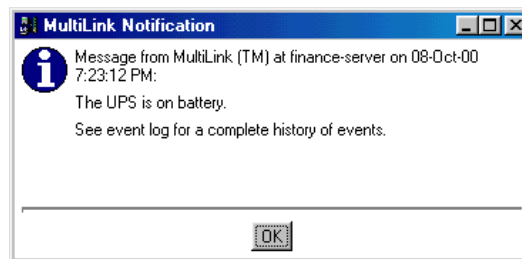 MultiLink Notification
Message from MultiLink (TM) at finance-server on 08-Oct-00
7:23:12 PM:
The UPS is on battery.
See event log for a complete history of events.
OK